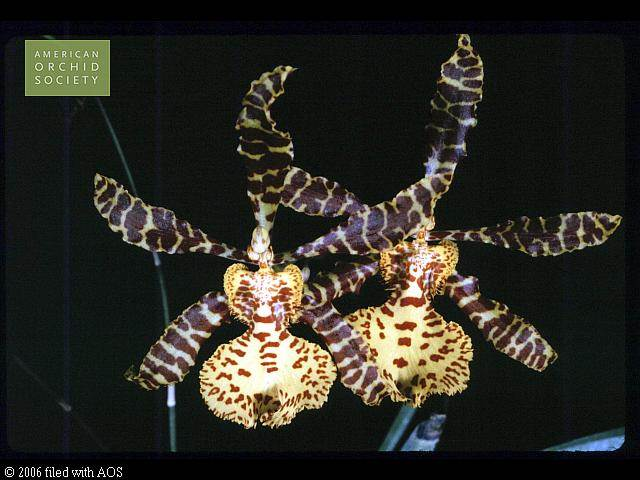 AMERICAN
ORCHID
SOCIETY
© 2006 filed with AOS